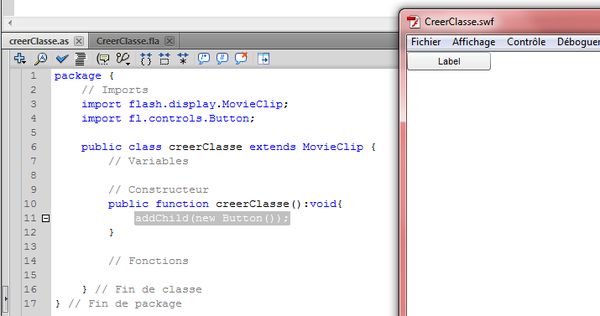 creerClasse.as × CreerClasse.fla ×
1 package {
2 // Imports
3 import flash.display.MovieClip;
4 import fl.controls.Button;
5
6 public class creerClasse extends MovieClip {
7 // Variables
8
9 // Constructeur
10 public function creerClasse():void{
11 addChild(new Button());
12 }
13
14 // Fonctions
15
16 } // Fin de classe
17 } // Fin de package
CreerClasse.swf
Fichier Affichage Contrôle Déboguer
Label